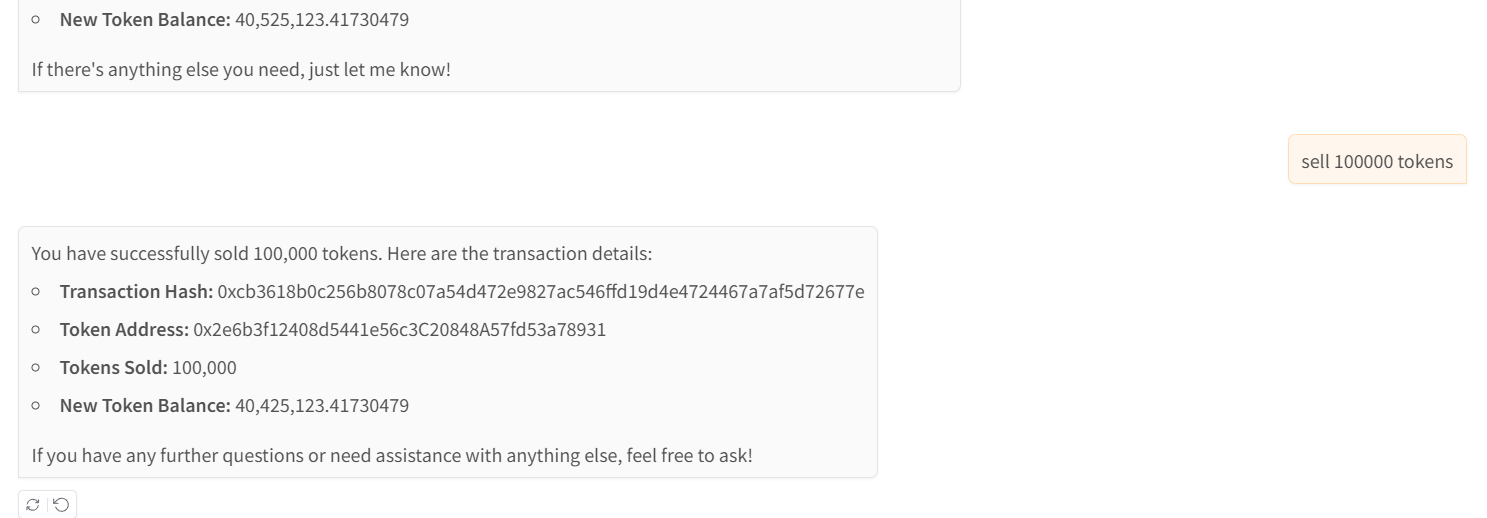 New Token Balance: 40,525,123.41730479
If there's anything else you need, just let me know!
sell 100000 tokens
You have successfully sold 100,000 tokens. Here are the transaction details:
Transaction Hash: 0xcb3618b0c256b8078c07a54d472e9827ac546ffd19d4e4724467a7af5d72677e
Token Address: 0x2e6b3f12408d5441e56c3C20848A57fd53a78931
Tokens Sold: 100,000
New Token Balance: 40,425,123.41730479
If you have any further questions or need assistance with anything else, feel free to ask!